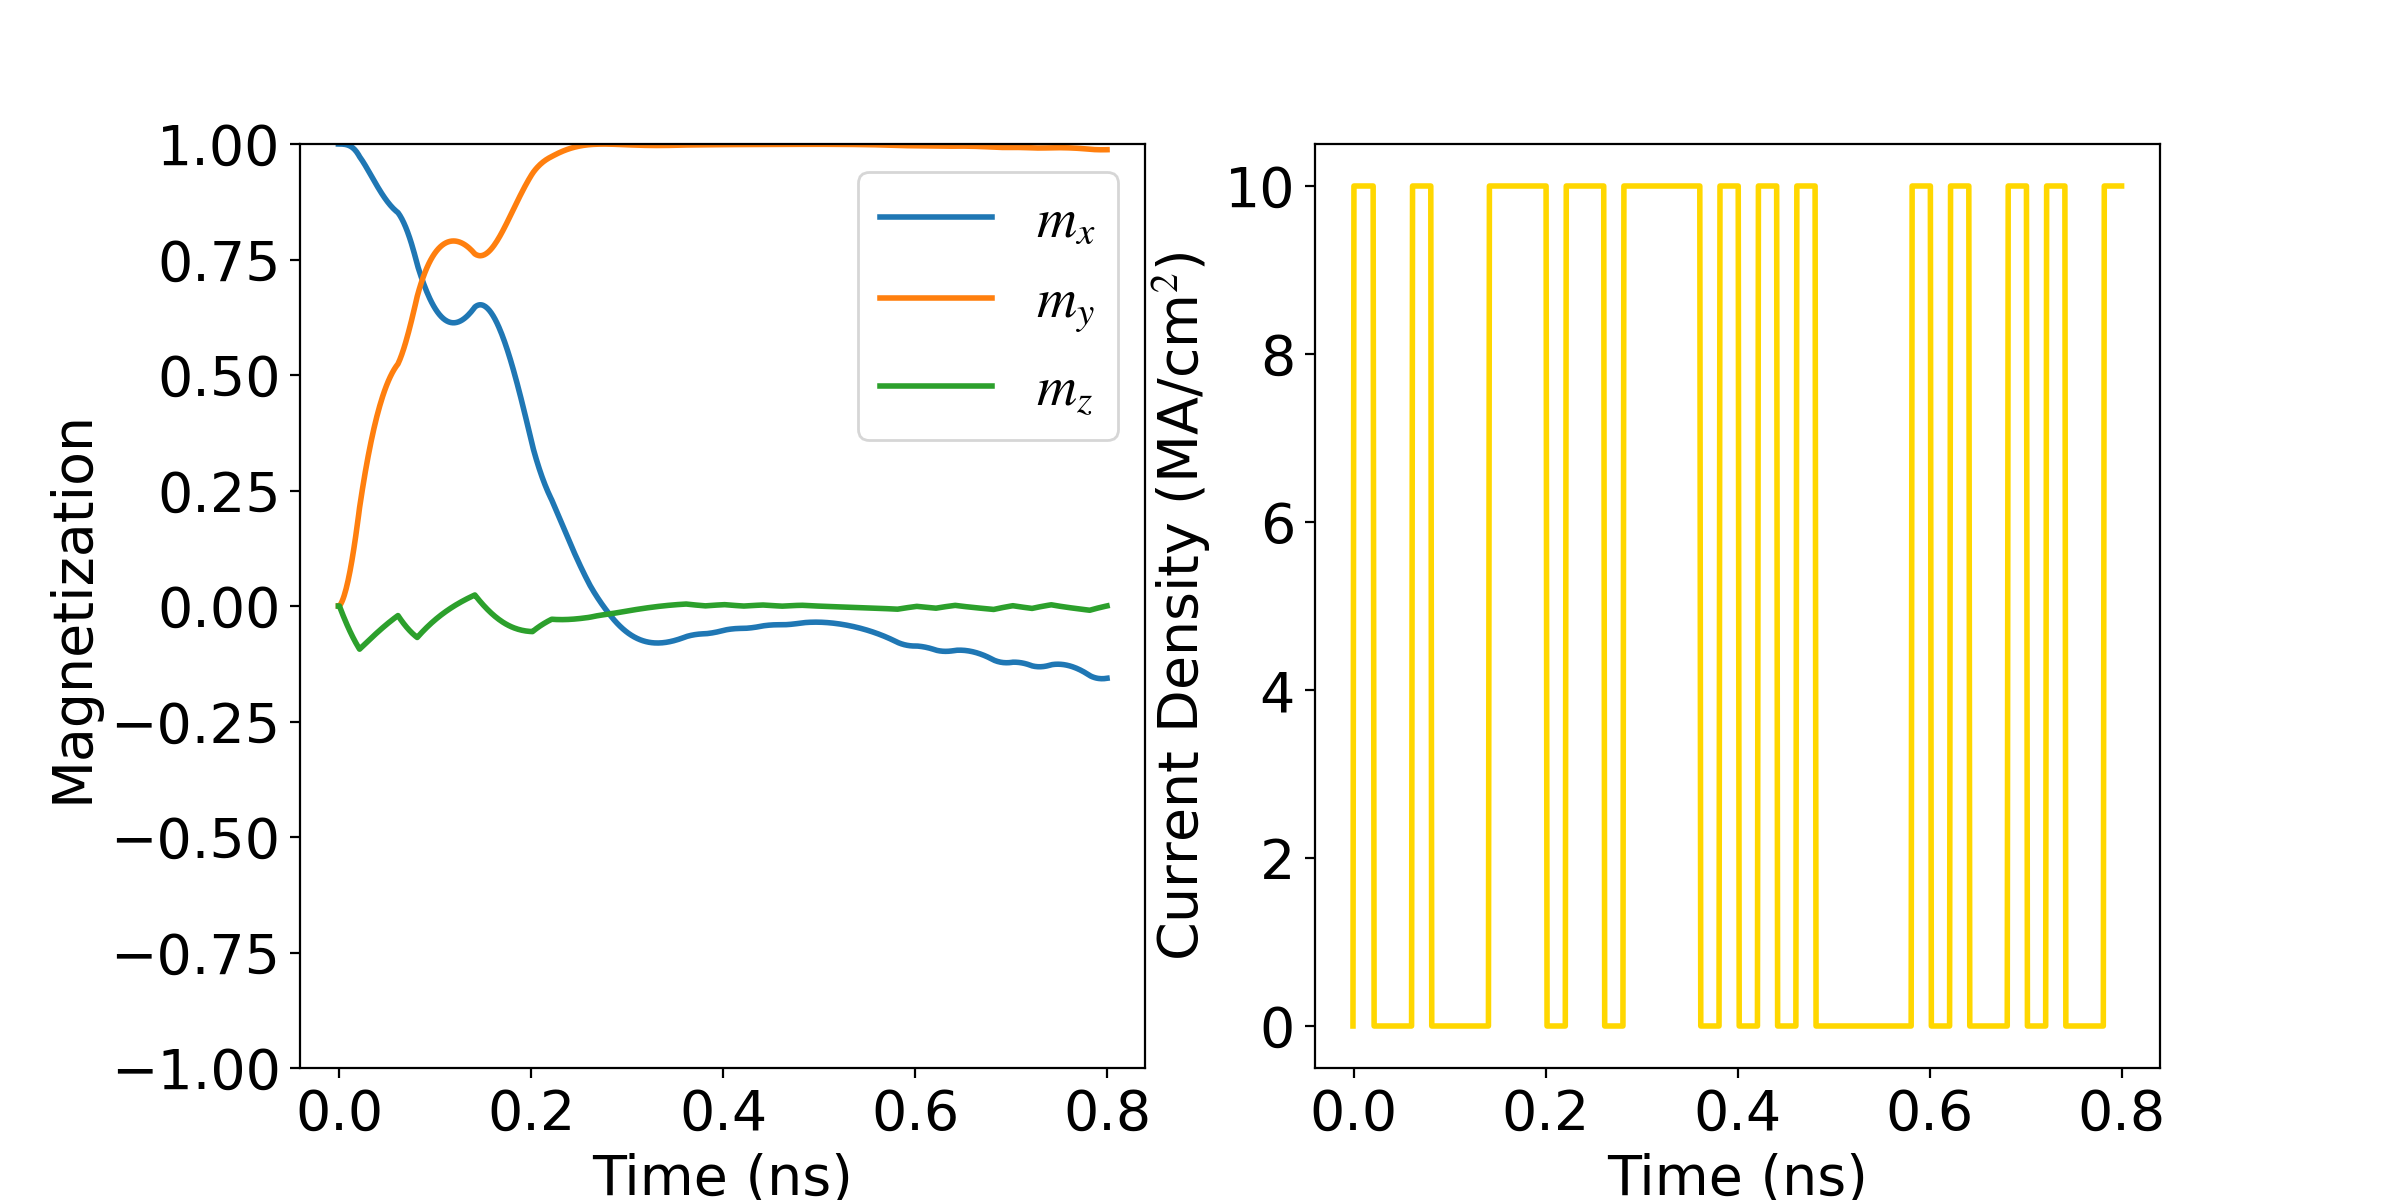 Magnetization
1.00
0.75
0.50
0.25
0.00
−0.25
−0.50
−0.75
−1.00
0.0 0.2 0.4 0.6 0.8
Time (ns)
m_x
m_y
m_z
Current Density (MA/cm²)
10
8
6
4
2
0
0.0 0.2 0.4 0.6 0.8
Time (ns)